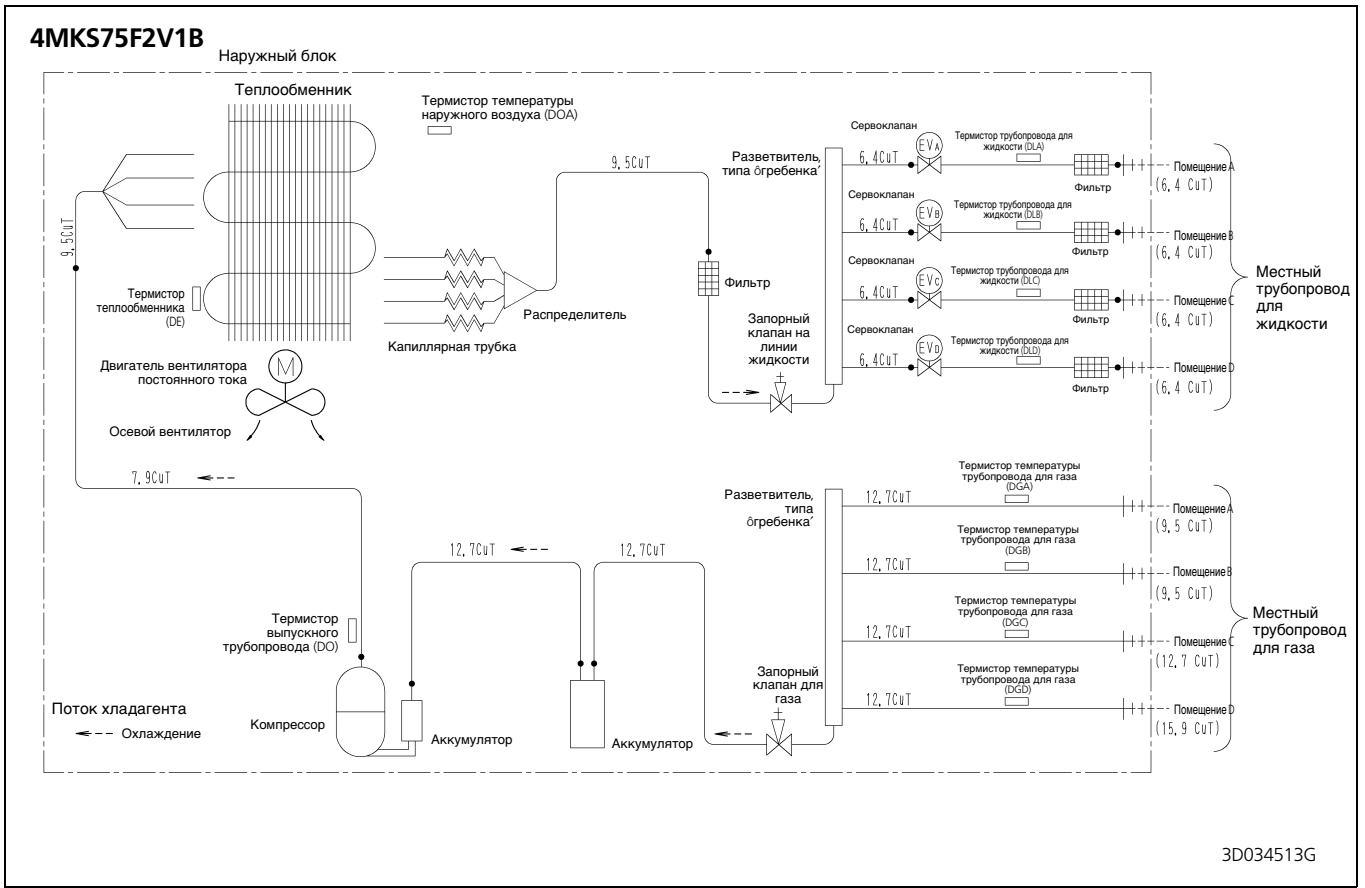 4MKS75F2V1B
Наружный блок
Теплообменник
Термистор температуры
наружного воздуха (DOA)
9.5CuT
Термистор
теплообменника
(DE)
Двигатель вентилятора
постоянного тока
M
Осевой вентилятор
Капиллярная трубка
Распределитель
9.5CuT
Фильтр
Запорный
клапан на
линии
жидкости
Разветвитель,
типа ôгребенка′
Сервоклапан
6.4CuT
EVA
Термистор трубопровода для
жидкости (DLA)
Фильтр
Помещение A
(6.4 CuT)
Сервоклапан
6.4CuT
EVB
Термистор трубопровода для
жидкости (DLB)
Фильтр
Помещение B
(6.4 CuT)
Сервоклапан
6.4CuT
EVC
Термистор трубопровода для
жидкости (DLC)
Фильтр
Помещение C
(6.4 CuT)
Сервоклапан
6.4CuT
EVD
Термистор трубопровода для
жидкости (DLD)
Фильтр
Помещение D
(6.4 CuT)
Местный
трубопровод
для
жидкости
7.9CuT
Термистор
выпускного
трубопровода (DO)
Компрессор
Аккумулятор
12.7CuT
Аккумулятор
12.7CuT
Запорный
клапан для
газа
Разветвитель,
типа
ôгребенка′
12.7CuT
Термистор температуры
трубопровода для газа
(DGA)
Помещение A
(9.5 CuT)
12.7CuT
Термистор температуры
трубопровода для газа
(DGB)
Помещение B
(9.5 CuT)
12.7CuT
Термистор температуры
трубопровода для газа
(DGC)
Помещение C
(12.7 CuT)
12.7CuT
Термистор температуры
трубопровода для газа
(DGD)
Помещение D
(15.9 CuT)
Местный
трубопровод
для газа
Поток хладагента
Охлаждение
3D034513G